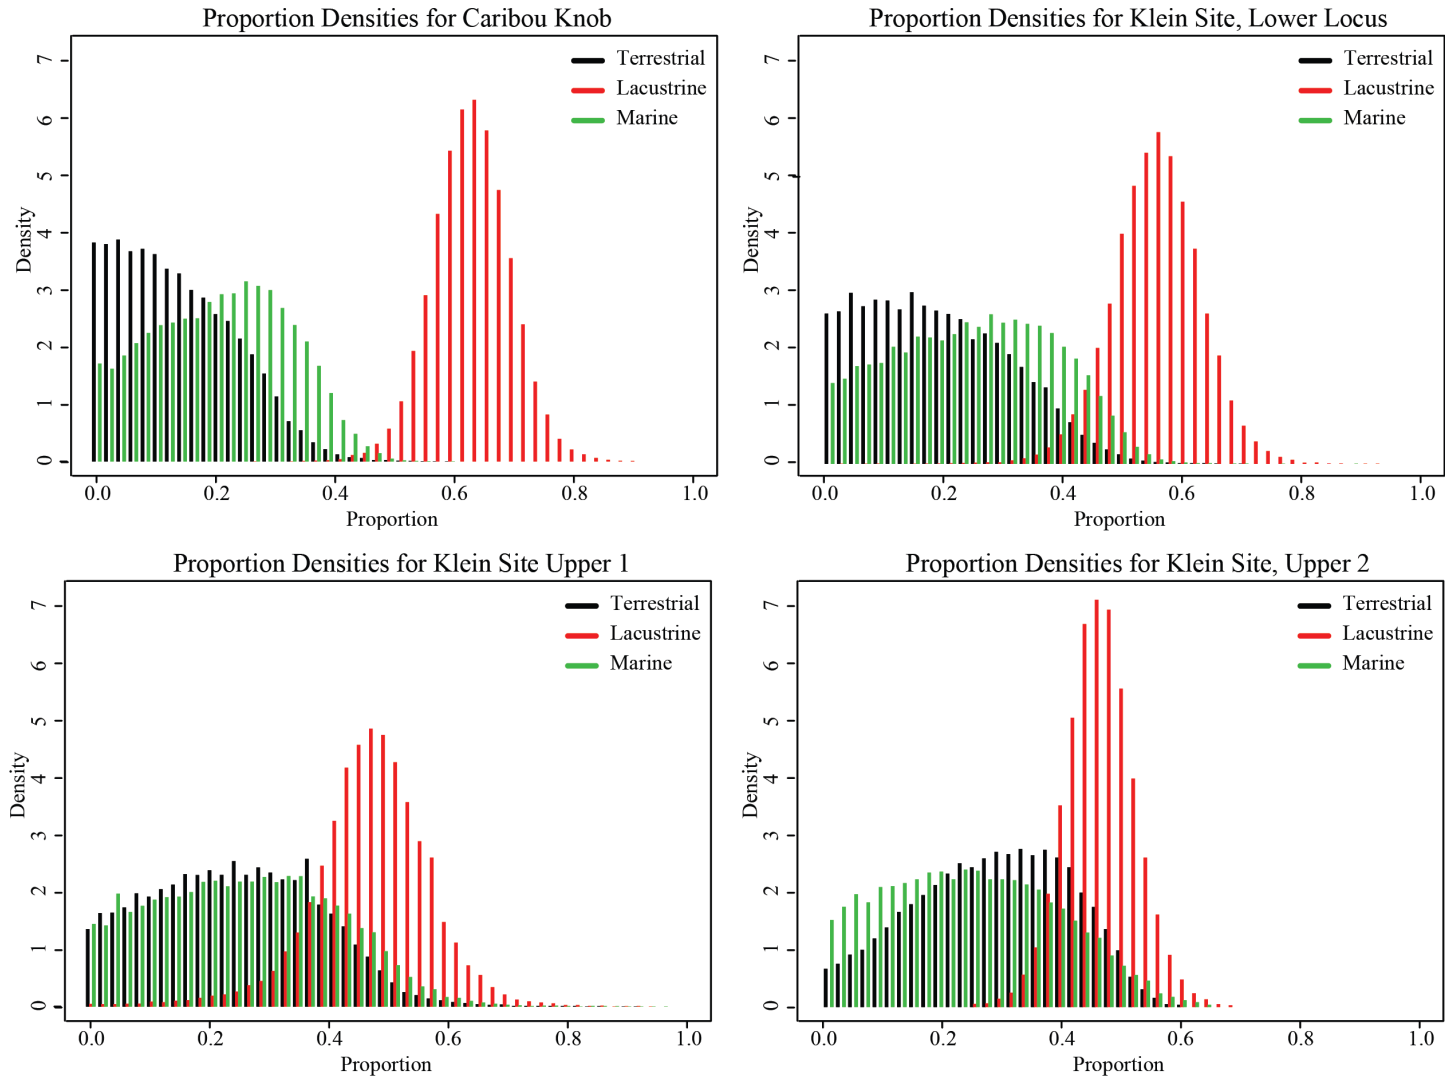 Proportion Densities for Caribou Knob
7
6
5
4
3
2
1
0
Density
Terrestrial
Lacustrine
Marine
0.0 0.2 0.4 0.6 0.8 1.0
Proportion
Proportion Densities for Klein Site, Lower Locus
7
6
5
4
3
2
1
0
Density
Terrestrial
Lacustrine
Marine
0.0 0.2 0.4 0.6 0.8 1.0
Proportion
Proportion Densities for Klein Site Upper 1
7
6
5
4
3
2
1
0
Density
Terrestrial
Lacustrine
Marine
0.0 0.2 0.4 0.6 0.8 1.0
Proportion
Proportion Densities for Klein Site, Upper 2
7
6
5
4
3
2
1
0
Density
Terrestrial
Lacustrine
Marine
0.0 0.2 0.4 0.6 0.8 1.0
Proportion